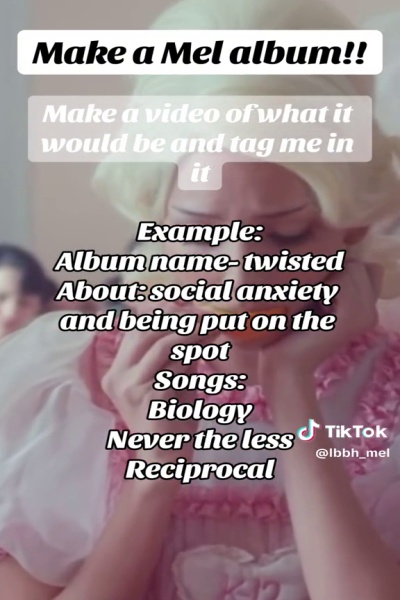 Make a Mel album!!
Make a video of what it
would be and tag me in
it
Example:
Album name- twisted
About: social anxiety
and being put on the
spot
Songs:
Biology
Never the less
Reciprocal
TikTok
@lbbh_mel